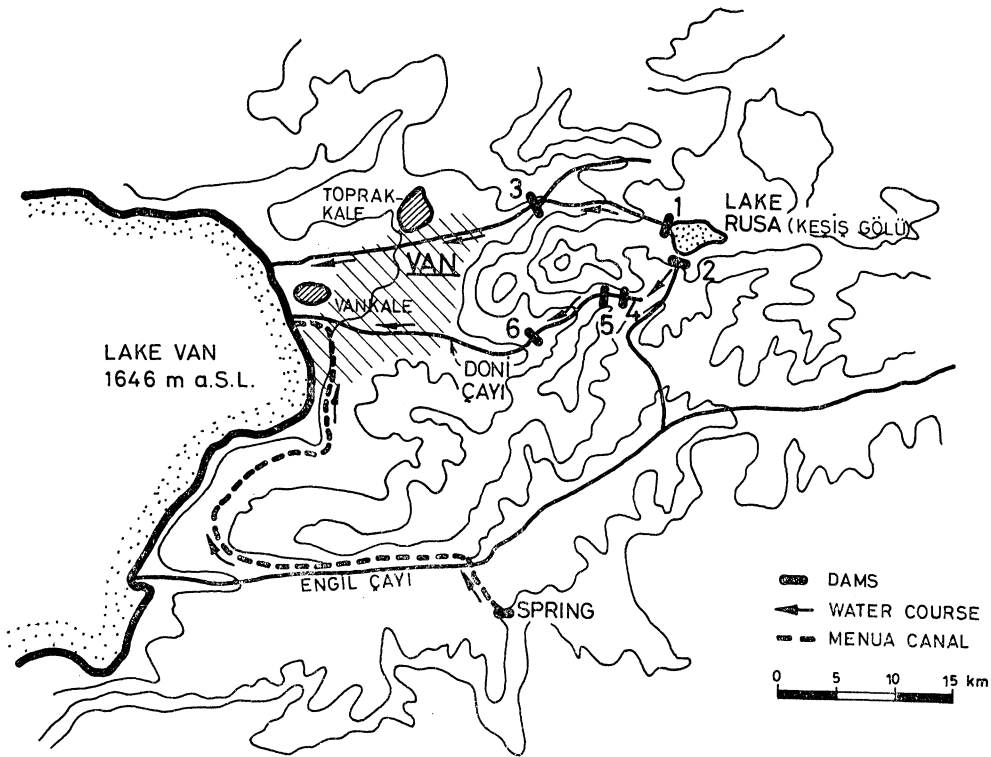 TOPRAK-
KALE
3
1
LAKE
RUSA (KEŞİŞ GÖLÜ)
VAN
2
VANKALE
4
5
6
LAKE VAN
1646 m a.S.L.
DONİ
ÇAYI
ENGIL ÇAYI
SPRING
DAMS
WATER COURSE
MENUA CANAL
0 5 10 15 km